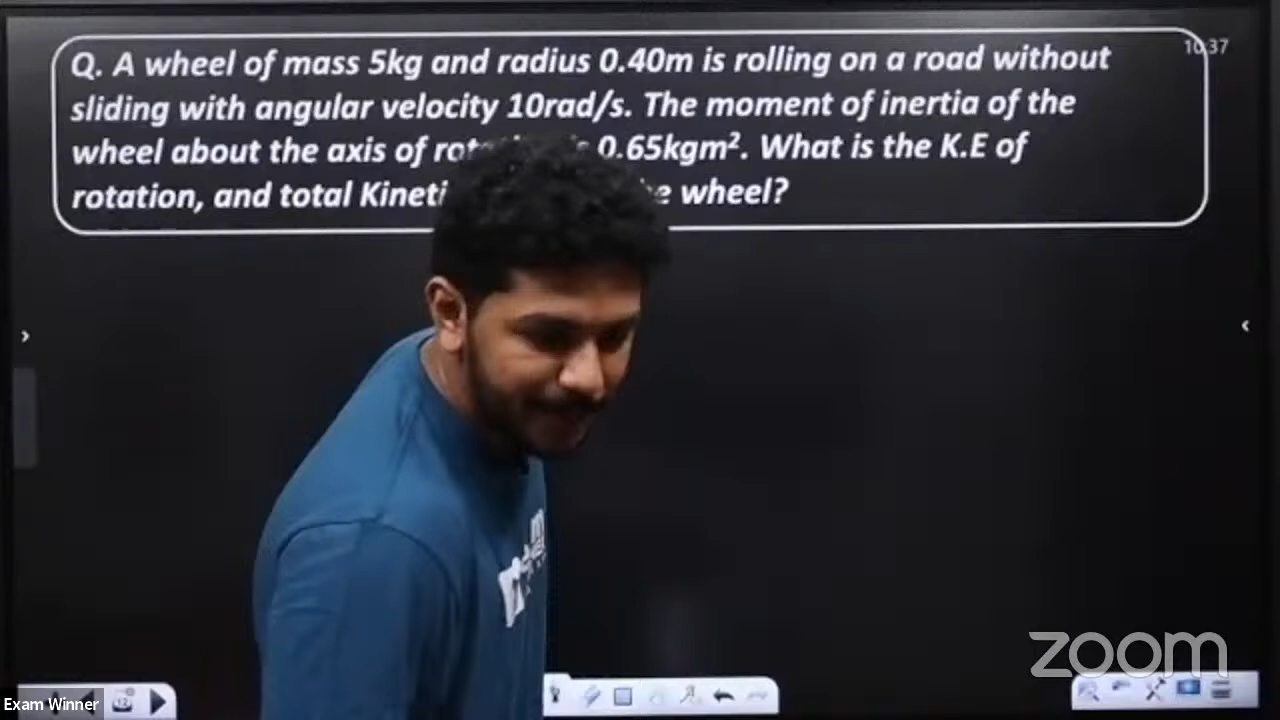 10:37
Q. A wheel of mass 5kg and radius 0.40m is rolling on a road without
sliding with angular velocity 10rad/s. The moment of inertia of the
wheel about the axis of 0.65kgm². What is the K.E of
rotation, and total wheel?
zoom
Exam Winner